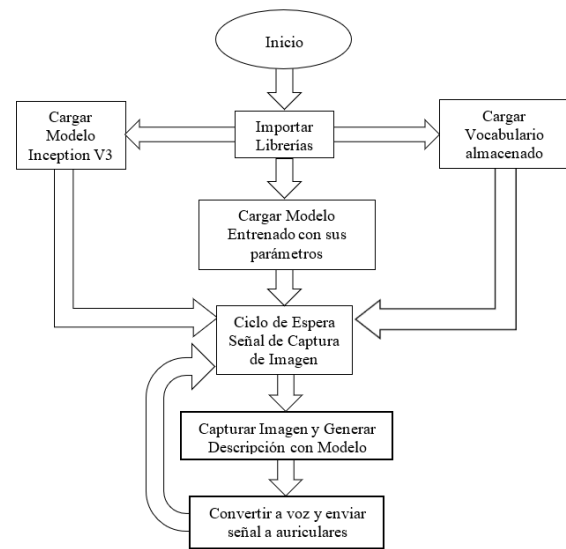 Inicio
Cargar
Modelo
Inception V3
Importar
Librerías
Cargar
Vocabulario
almacenado
Cargar Modelo
Entrenado con sus
parámetros
Ciclo de Espera
Señal de Captura
de Imagen
Capturar Imagen y Generar
Descripción con Modelo
Convertir a voz y enviar
señal a auriculares